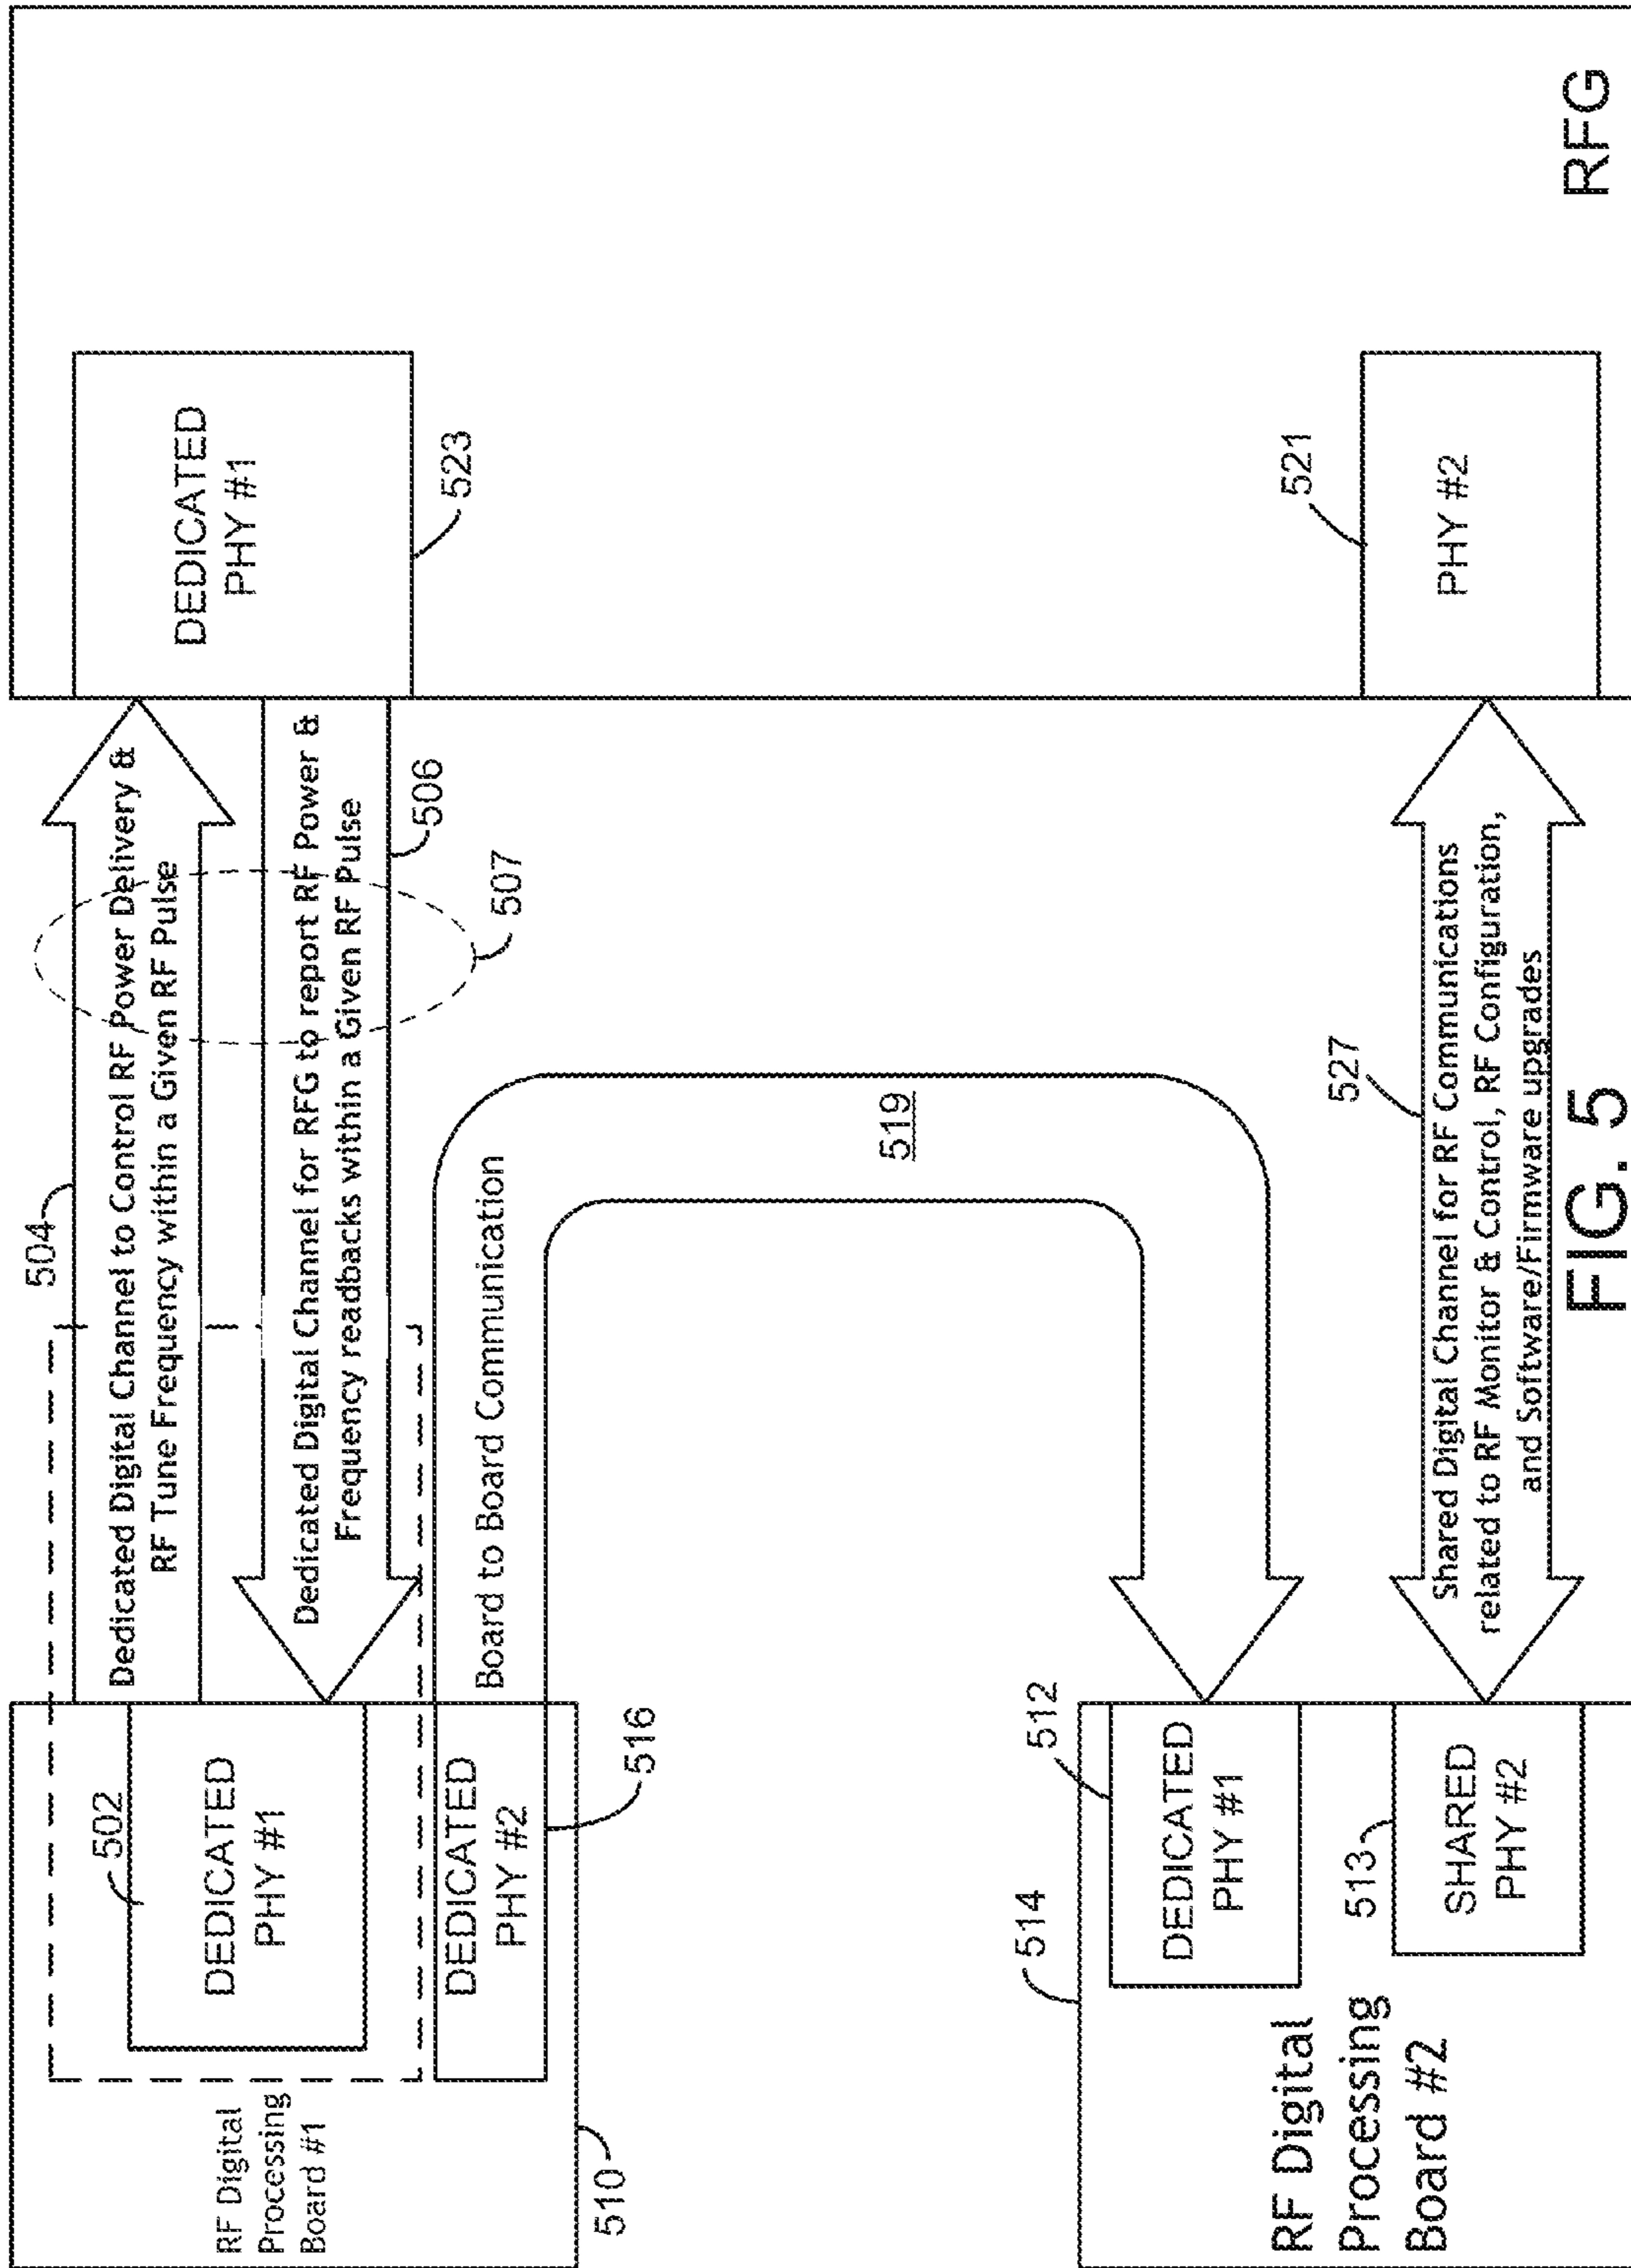 RF Digital
Processing
Board #1
502
DEDICATED
PHY #1
504
Dedicated Digital Channel to Control RF Power Delivery &
RF Tune Frequency within a Given RF Pulse
Dedicated Digital Channel for RFG to report RF Power &
Frequency readbacks within a Given RF Pulse
506
507
DEDICATED
PHY #1
523
DEDICATED
PHY #2
516
510
Board to Board Communication
519
514
512
DEDICATED
PHY #1
513
SHARED
PHY #2
RF Digital
Processing
Board #2
527
Shared Digital Channel for RF Communications
related to RF Monitor & Control, RF Configuration,
and Software/Firmware upgrades
521
PHY #2
RFG
FIG. 5